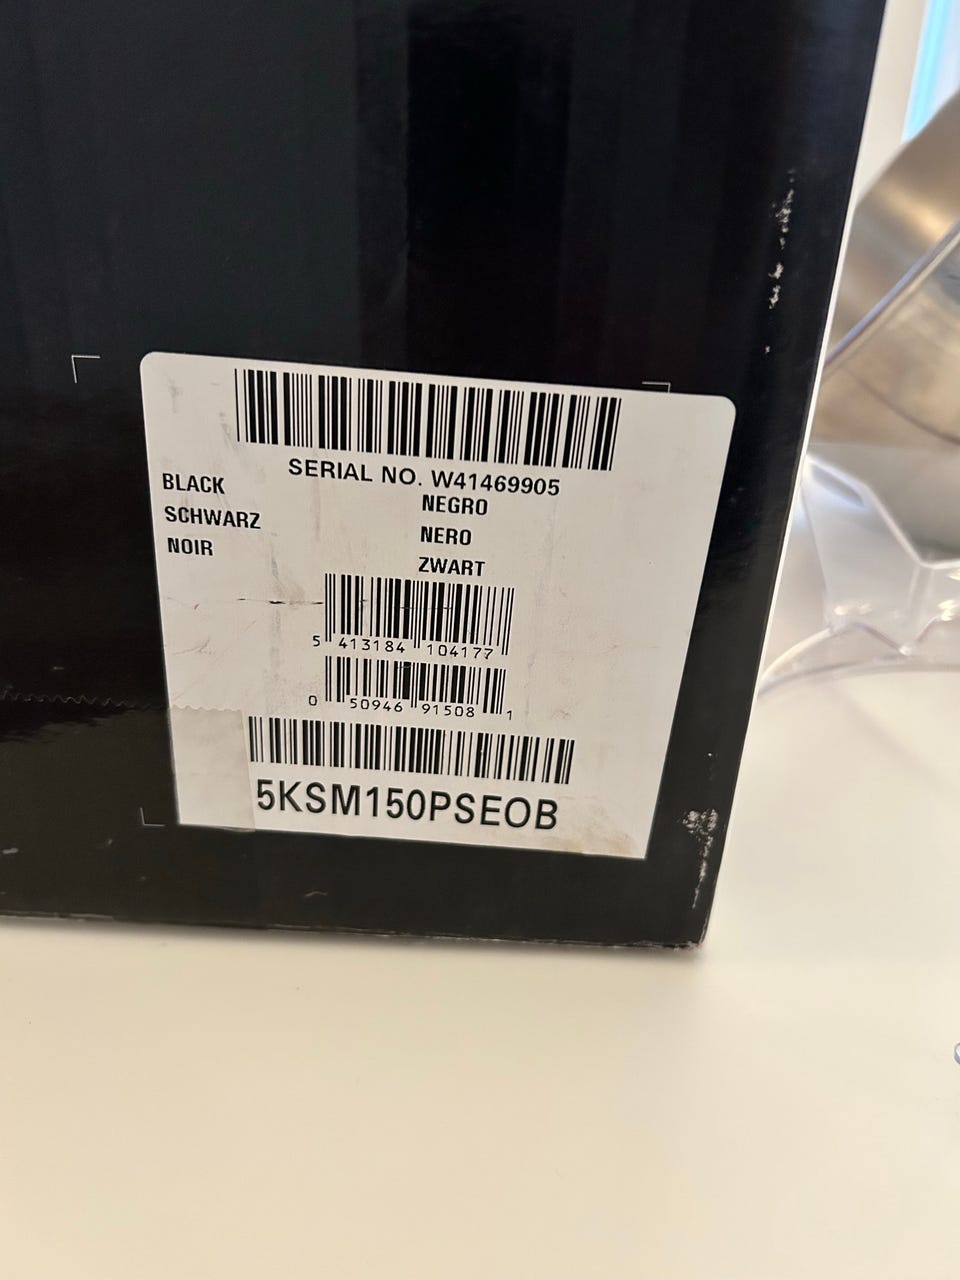 SERIAL NO. W41469905
BLACK
SCHWARZ
NOIR
NEGRO
NERO
ZWART
5 413184 104177
0 50946 91508 1
5KSM150PSEOB